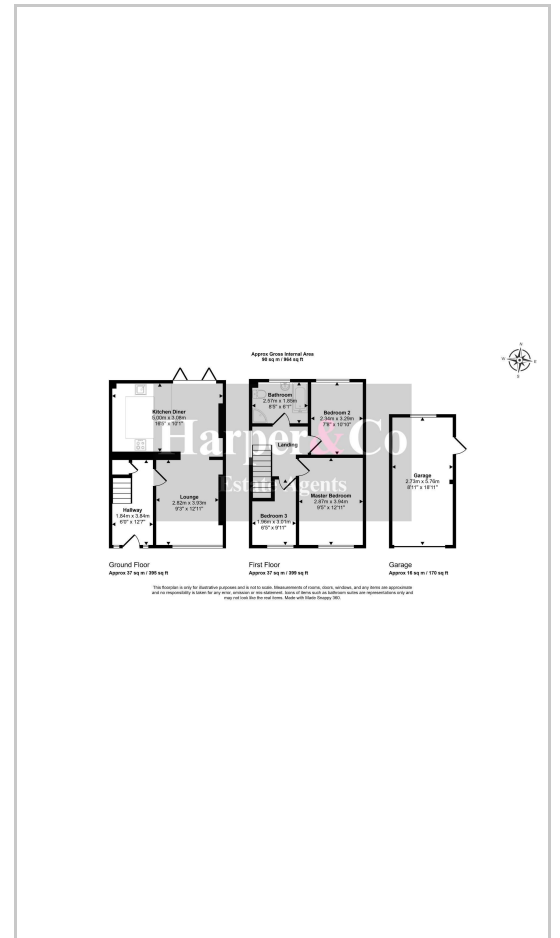 Approx Gross Internal Area
90 sq m / 964 sq ft
N
W E
S
Kitchen Diner
5.00m x 3.08m
16'5" x 10'1"
Hallway
1.84m x 3.84m
6'0" x 12'7"
Lounge
2.82m x 3.93m
9'3" x 12'11"
Bathroom
2.57m x 1.85m
8'5" x 6'1"
Bedroom 2
2.34m x 3.29m
7'8" x 10'10"
Landing
Master Bedroom
2.87m x 3.94m
9'5" x 12'11"
Bedroom 3
1.96m x 3.01m
6'5" x 9'11"
Garage
2.73m x 5.76m
8'11" x 18'11"
Harper & Co
Estate Agents
Ground Floor
Approx 37 sq m / 395 sq ft
First Floor
Approx 37 sq m / 399 sq ft
Garage
Approx 16 sq m / 170 sq ft
This floorplan is only for illustrative purposes and is not to scale. Measurements of rooms, doors, windows, and any items are approximate
and no responsibility is taken for any error, omission or mis-statement. Icons of items such as bathroom suites are representations only and
may not look like the real items. Made with Made Snappy 360.